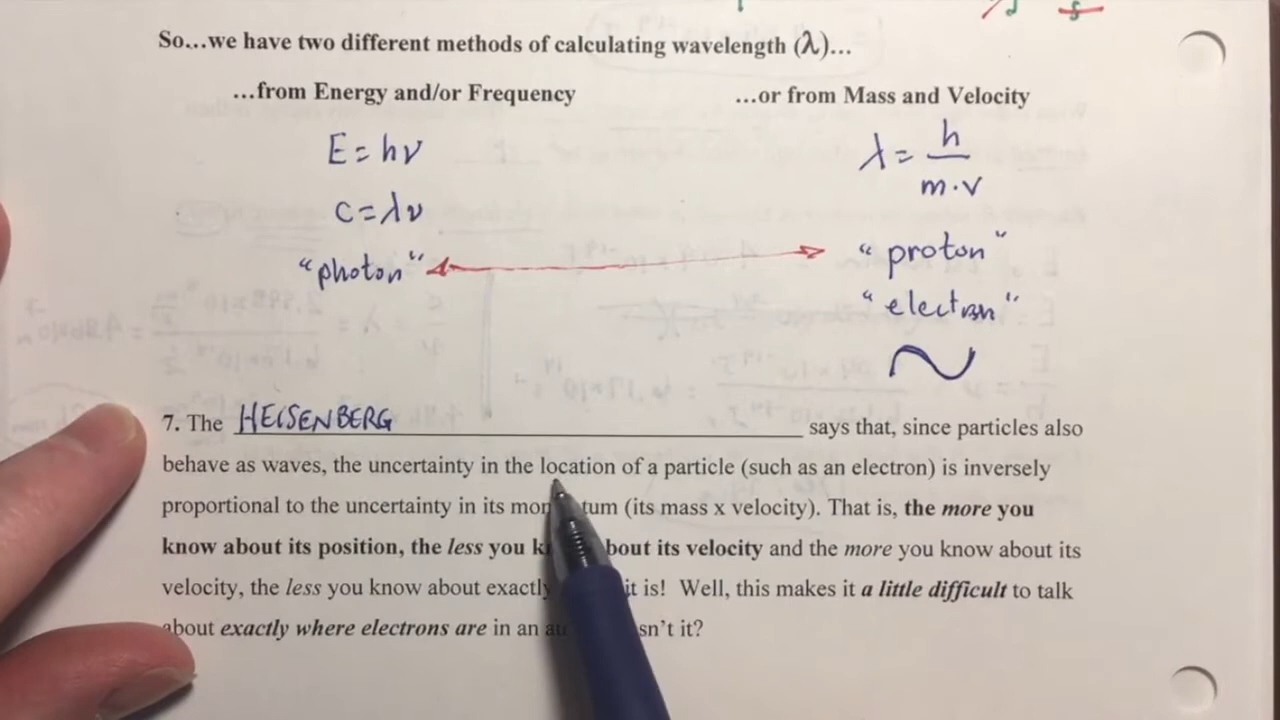 So...we have two different methods of calculating wavelength (λ)...
...from Energy and/or Frequency ...or from Mass and Velocity
E = hν λ = h / m·v
c = λν
"photon" "proton"
"electron"
7. The HEISENBERG says that, since particles also
behave as waves, the uncertainty in the location of a particle (such as an electron) is inversely
proportional to the uncertainty in its mom tum (its mass x velocity). That is, the more you
know about its position, the less you k bout its velocity and the more you know about its
velocity, the less you know about exactly it is! Well, this makes it a little difficult to talk
about exactly where electrons are in an sn't it?